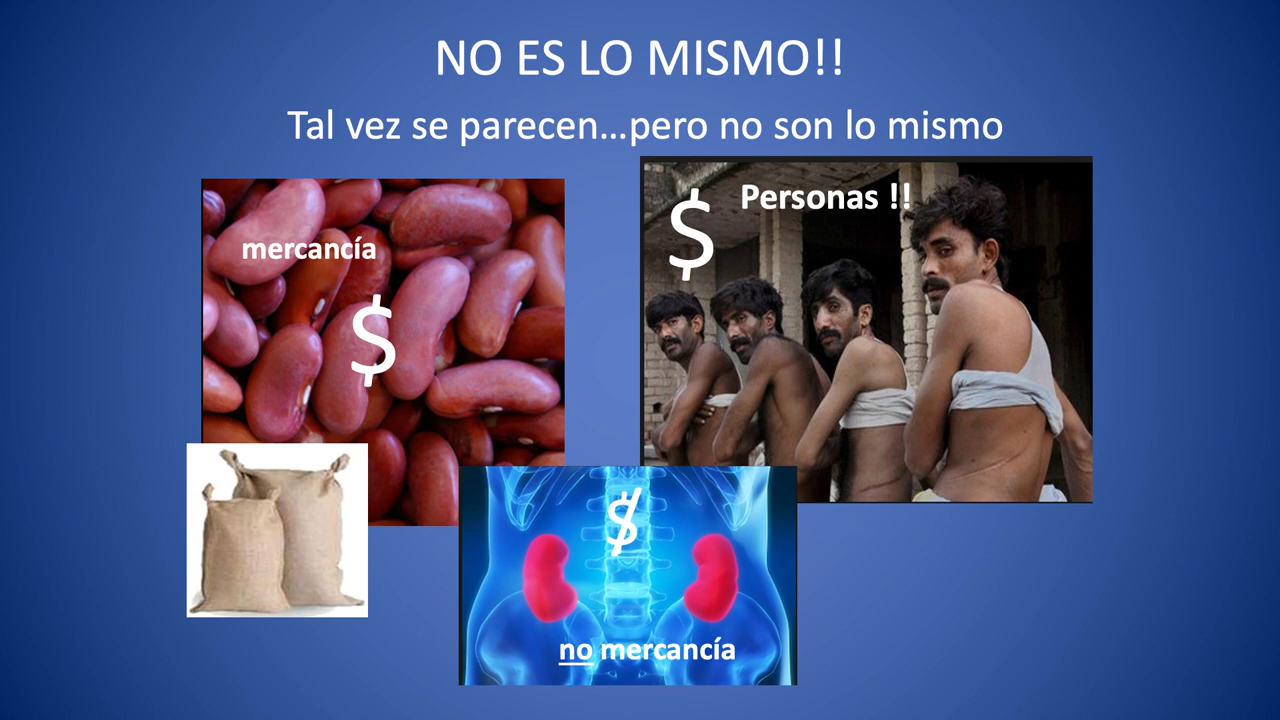 NO ES LO MISMO!!
Tal vez se parecen...pero no son lo mismo
mercancía
$
$
Personas !!
$
no mercancía